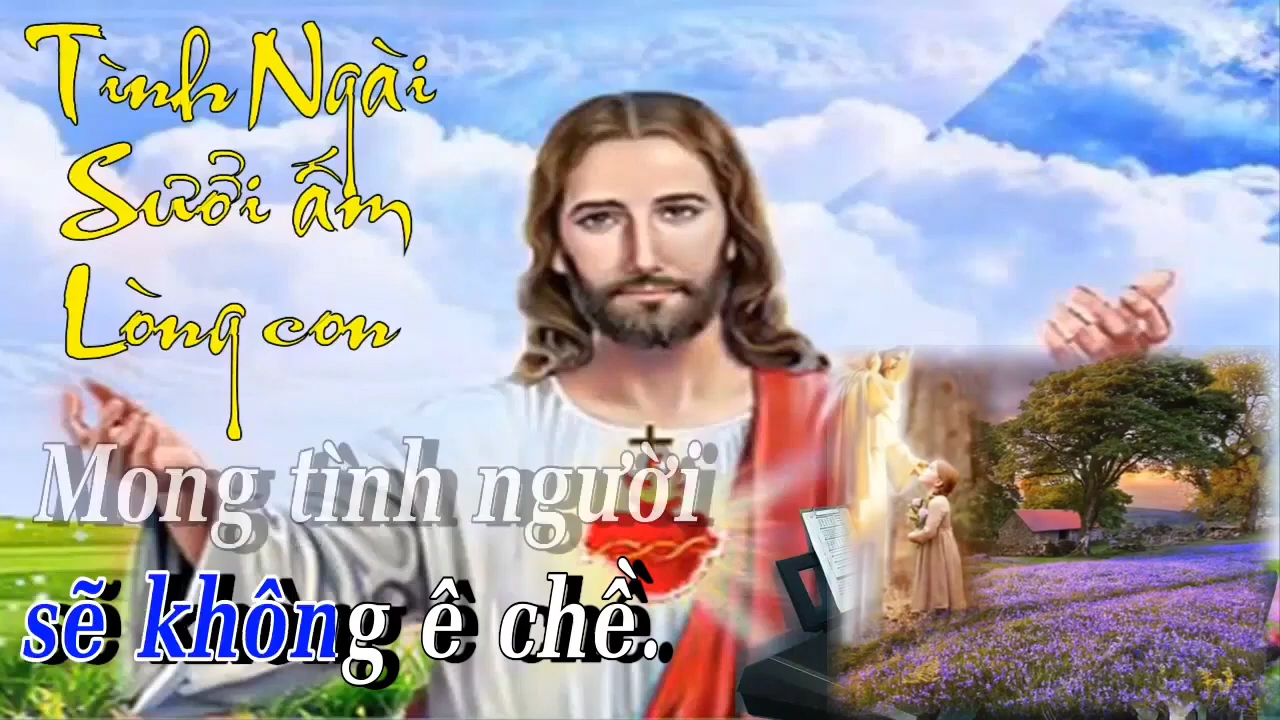 Tình Ngài
Sưởi ấm
Lòng con
Mong tình người
sẽ không ê chề.